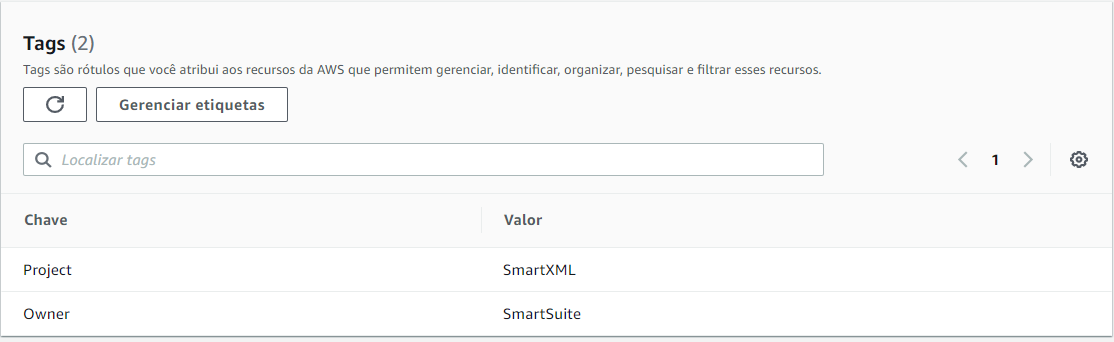 Tags (2)
Tags são rótulos que você atribui aos recursos da AWS que permitem gerenciar, identificar, organizar, pesquisar e filtrar esses recursos.
Gerenciar etiquetas
Localizar tags
1
Chave Valor
Project SmartXML
Owner SmartSuite